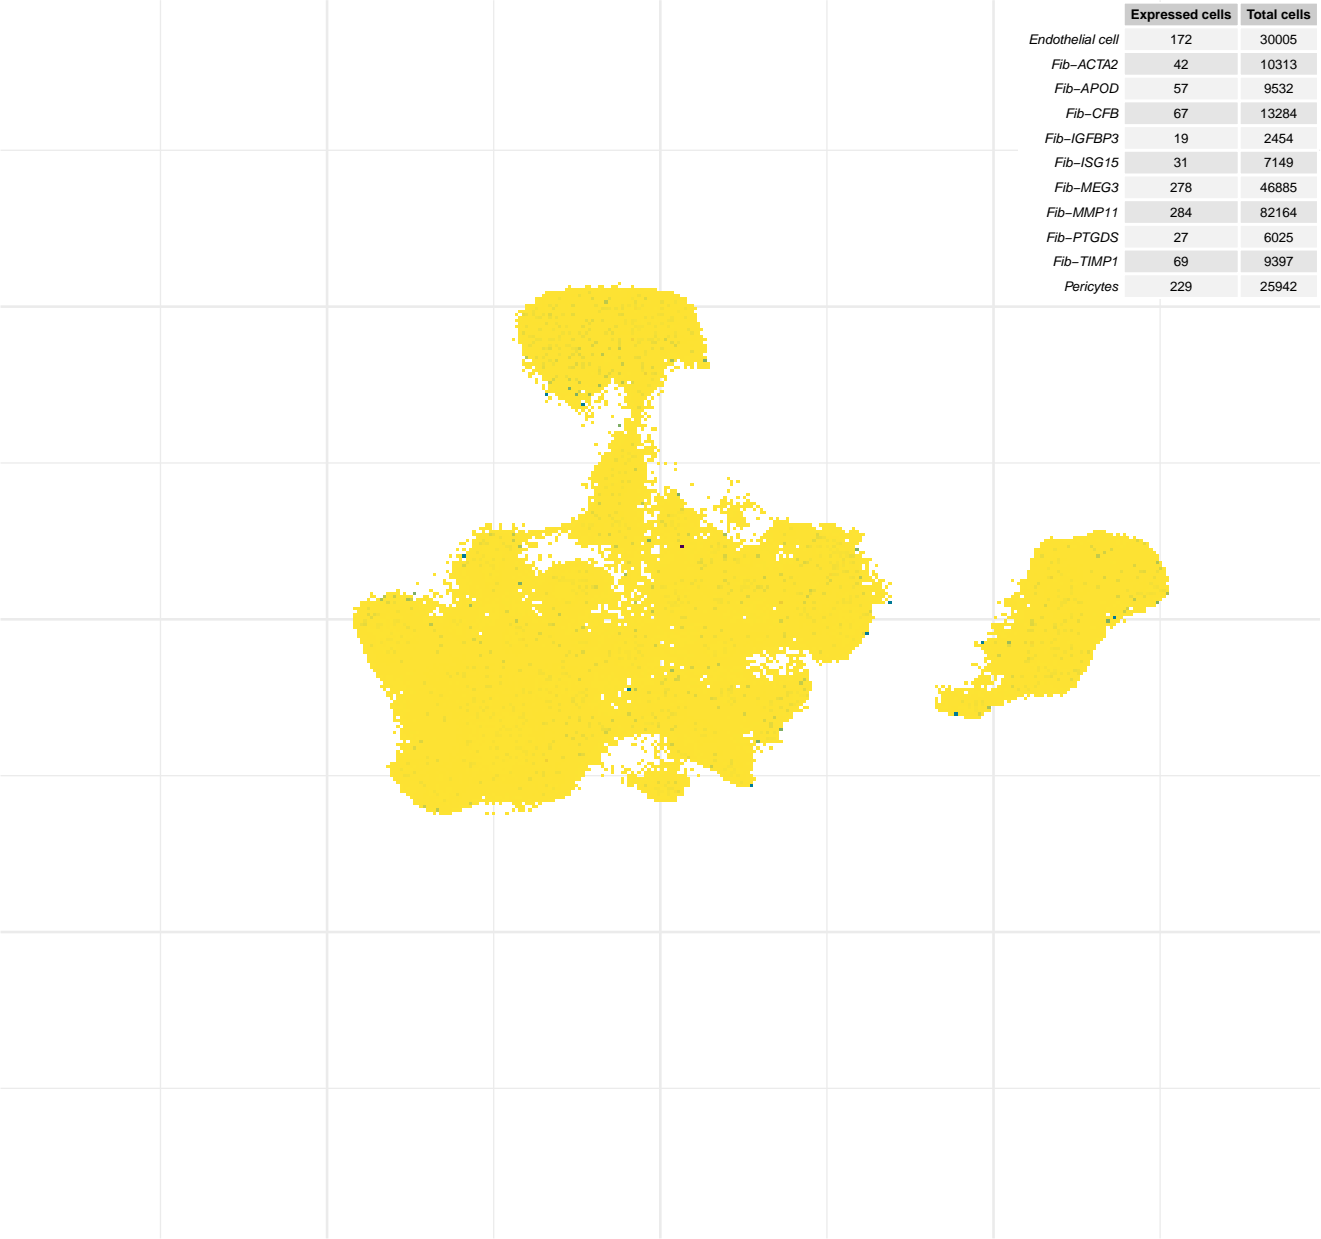 Expressed cells Total cells
Endothelial cell 172 30005
Fib−ACTA2 42 10313
Fib−APOD 57 9532
Fib−CFB 67 13284
Fib−IGFBP3 19 2454
Fib−ISG15 31 7149
Fib−MEG3 278 46885
Fib−MMP11 284 82164
Fib−PTGDS 27 6025
Fib−TIMP1 69 9397
Pericytes 229 25942